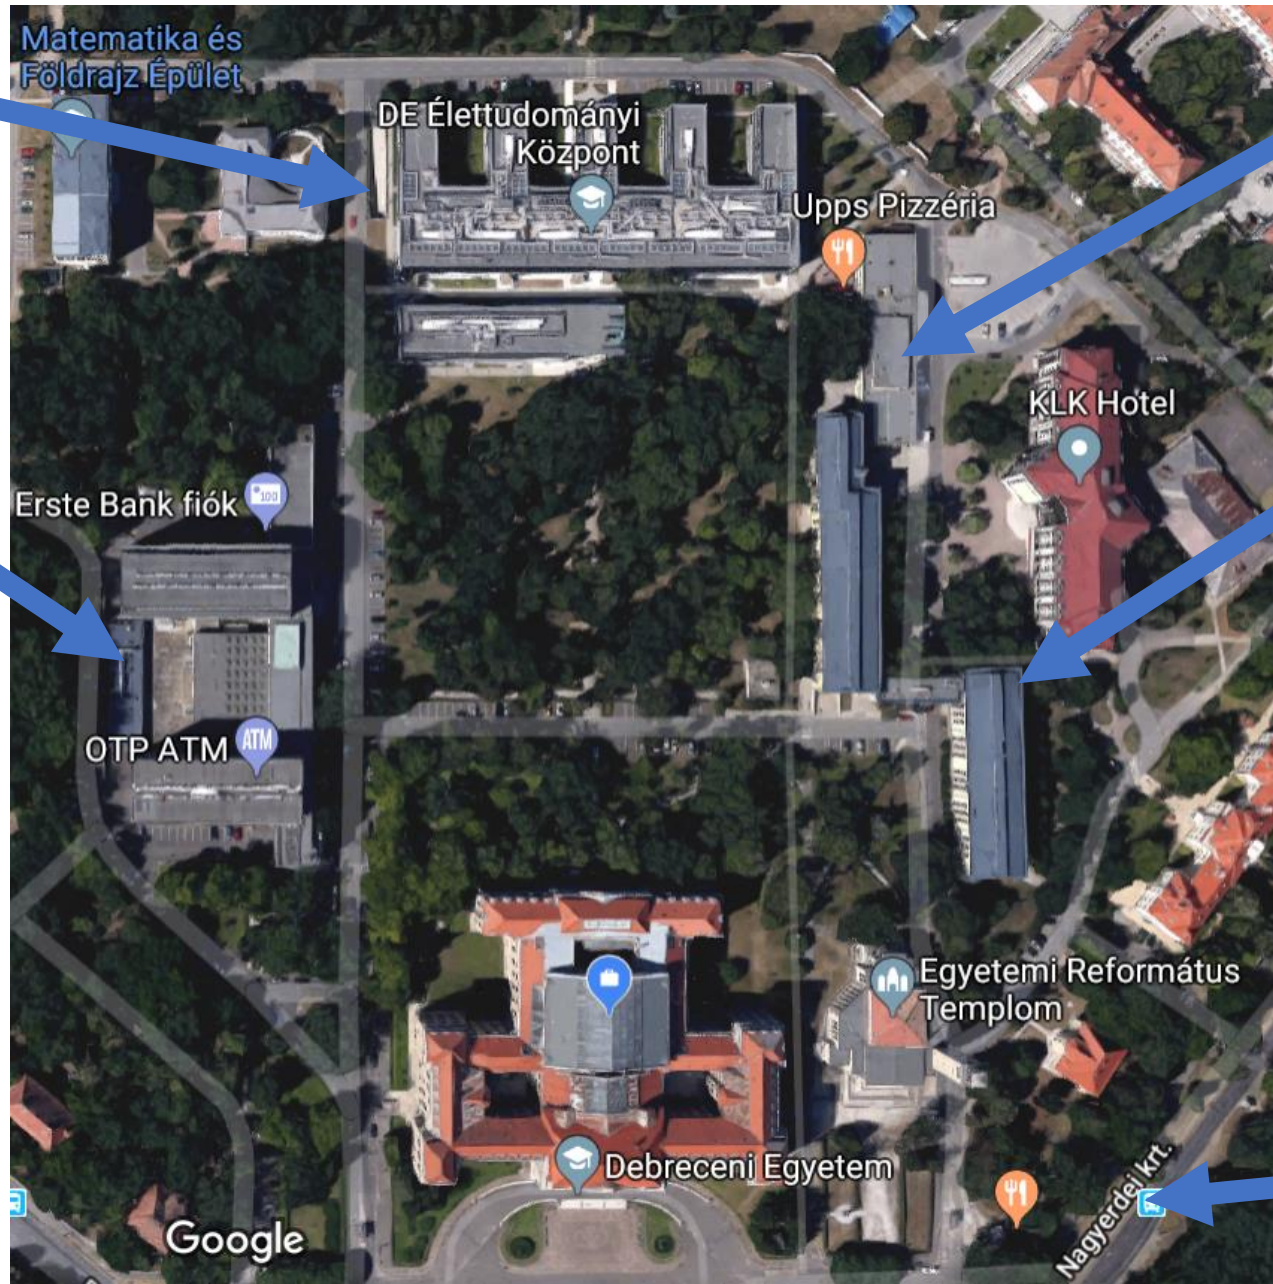 Matematika és
Földrajz Épület
DE Élettudományi
Központ
Upps Pizzéria
KLK Hotel
100
Erste Bank fiók
OTP ATM
ATM
Egyetemi Református
Templom
Debreceni Egyetem
Nagyerdei krt.
Google